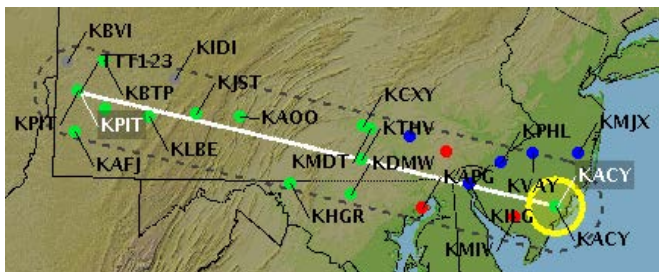 KBVI
KIDI
TTF123
KBTP
KJST
KCXY
KMJX
KAOO
KTHV
KPHL
KPIT
KPIT
KLBE
KAFJ
KMDT
KDMW
KAPG
KVAY
KACY
KHGR
KILG
KMIV
KACY